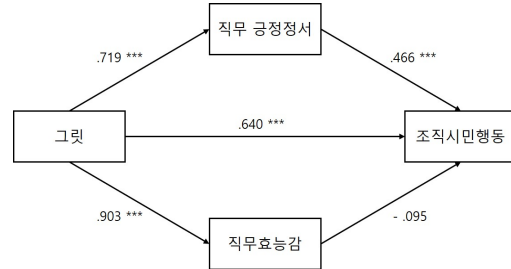 직무 긍정정서
.719 ***
.466 ***
그릿
.640 ***
조직시민행동
.903 ***
- .095
직무효능감